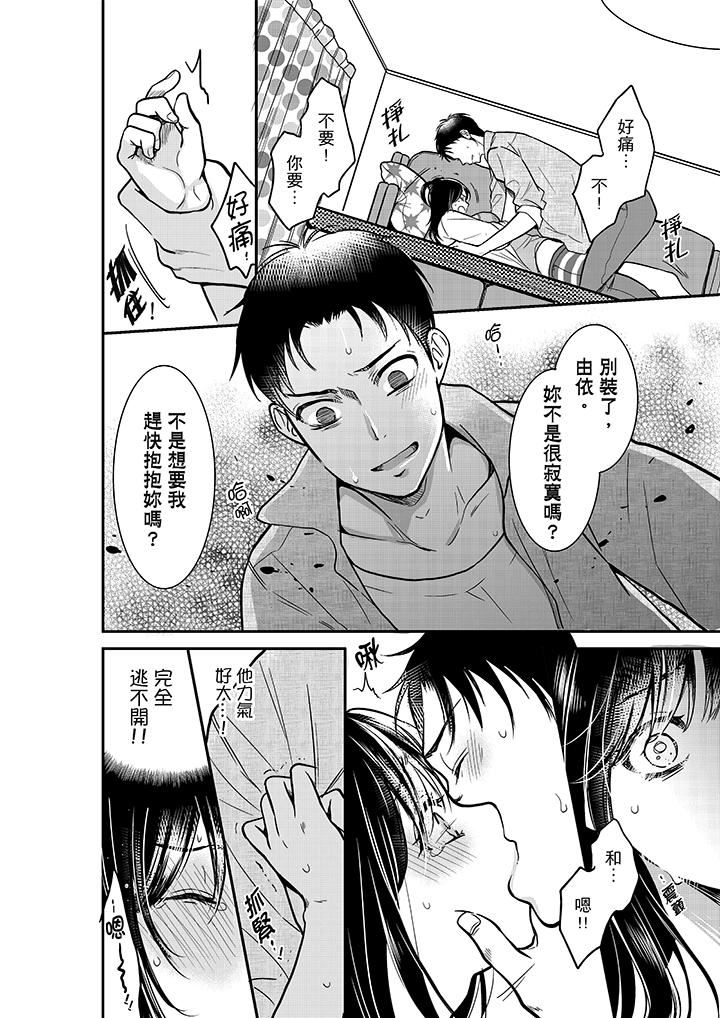 掙扎
好痛…
不！
掙扎
不要！
你要…
好痛！
抓住！
別裝了，
由依。
妳不是很寂寞嗎？
哈…！
不是想要我
趕快抱抱妳嗎？
哈啊
啾
和…
嗯!!
震顫
他力氣
好大…！
抓緊…！
完全
逃不開!!
嗯～～!!